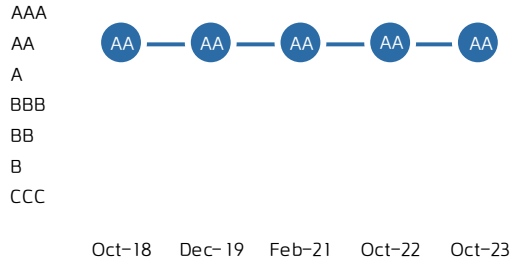 AAA
AA AA AA AA AA AA
A
BBB
BB
B
CCC
Oct–18 Dec–19 Feb–21 Oct–22 Oct–23